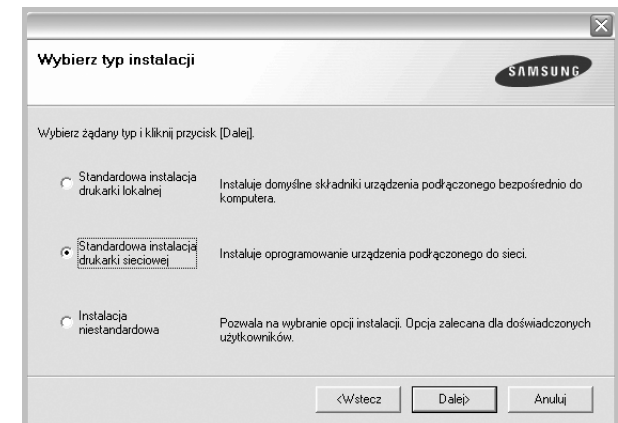 Wybierz typ instalacji
SAMSUNG
Wybierz żądany typ i kliknij przycisk [Dalej].
Standardowa instalacja
drukarki lokalnej
Instaluje domyślne składniki urządzenia podłączonego bezpośrednio do
komputera.
Standardowa instalacja
drukarki sieciowej
Instaluje oprogramowanie urządzenia podłączonego do sieci.
Instalacja
niestandardowa
Pozwala na wybranie opcji instalacji. Opcja zalecana dla doświadczonych
użytkowników.
<Wstecz
Dalej>
Anuluj